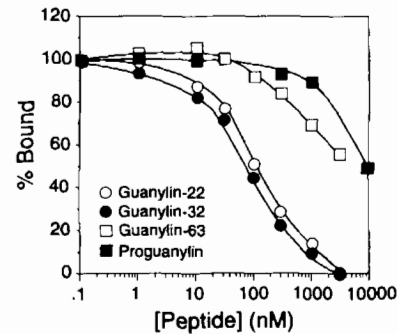 120
100
80
60
40
20
0
% Bound
Guanylin-22
Guanylin-32
Guanylin-63
Proguanylin
.1 1 10 100 1000 10000
[Peptide] (nM)